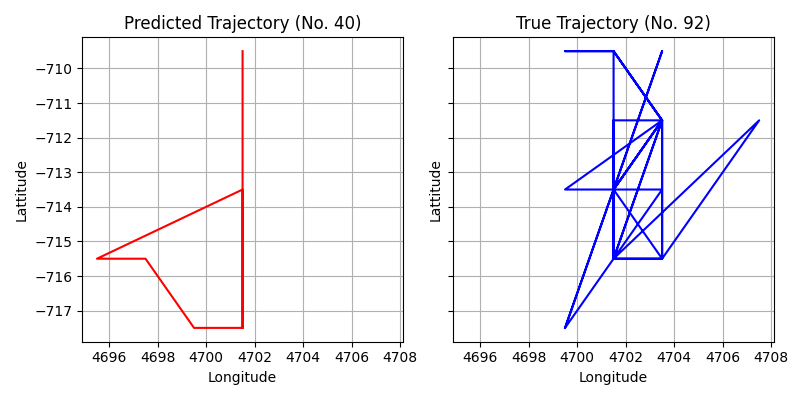 Predicted Trajectory (No. 40)
True Trajectory (No. 92)
−710
−711
−712
−713
−714
−715
−716
−717
Lattitude
Lattitude
4696 4698 4700 4702 4704 4706 4708
4696 4698 4700 4702 4704 4706 4708
Longitude
Longitude